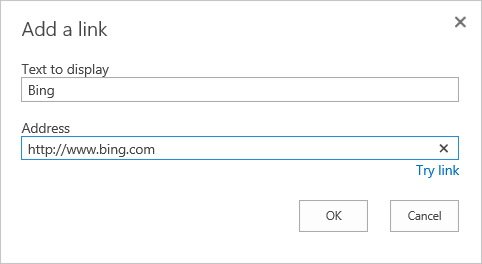 Add a link
Text to display
Bing
Address
http://www.bing.com
Try link
OK
Cancel